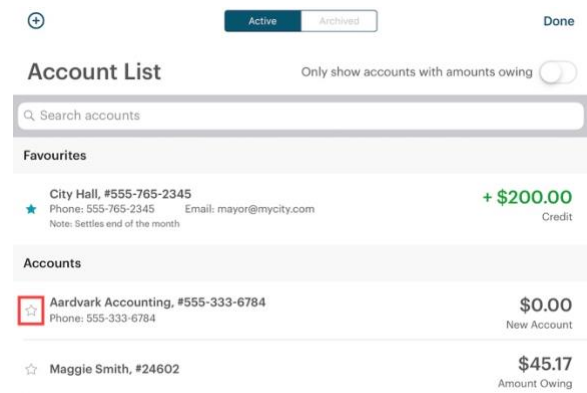 Active Archived Done
Account List Only show accounts with amounts owing
Search accounts
Favourites
City Hall, #555-765-2345 + $200.00
Phone: 555-765-2345 Email: mayor@mycity.com Credit
Note: Settles end of the month
Accounts
Aardvark Accounting, #555-333-6784 $0.00
Phone: 555-333-6784 New Account
Maggie Smith, #24602 $45.17
Amount Owing